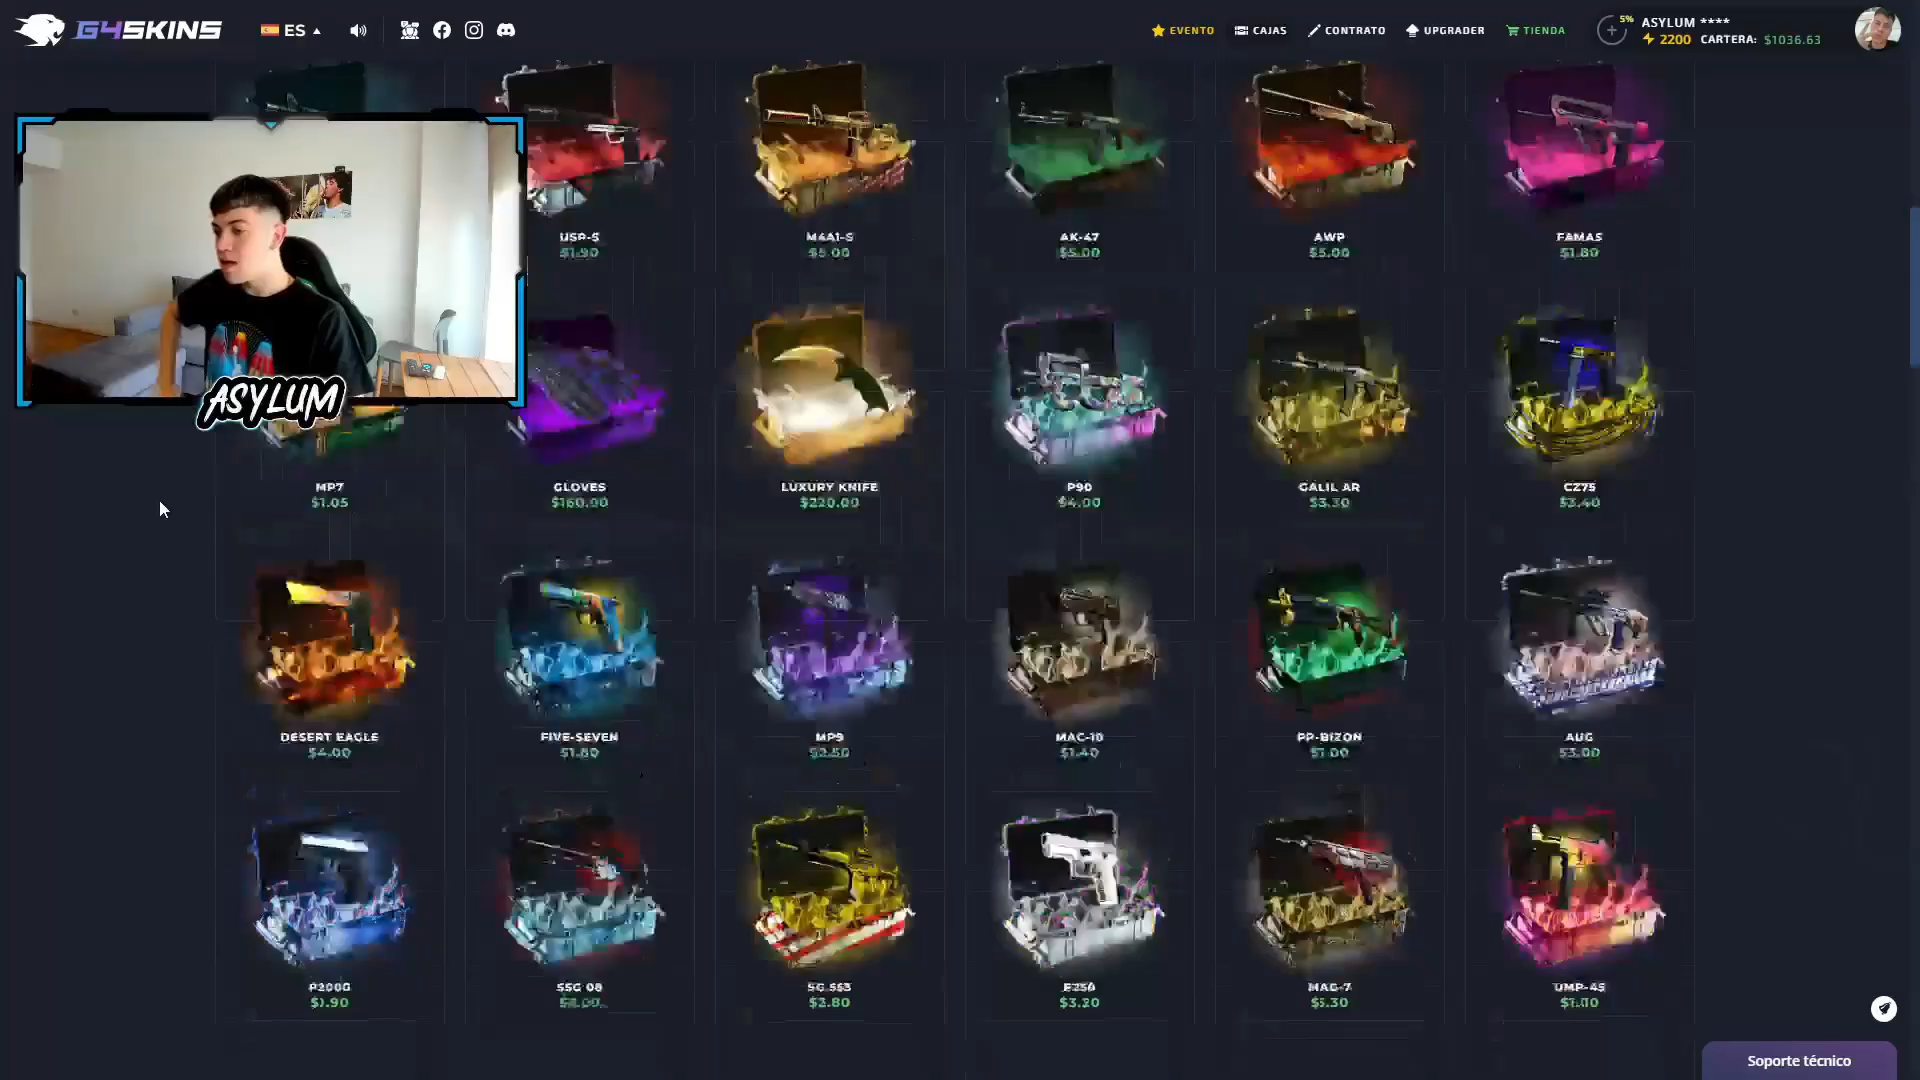 G4SKINS
ES
EVENTO
CAJAS
CONTRATO
UPGRADER
TIENDA
5%
ASYLUM ****
2200 CARTERA: $1036.63
ASYLUM
USP-S
$1.90
M4A1-S
$5.00
AK-47
$5.00
AWP
$5.00
FAMAS
$1.80
MP7
$1.05
GLOVES
$160.00
LUXURY KNIFE
$220.00
P90
$4.00
GALIL AR
$3.30
CZ75
$3.40
DESERT EAGLE
$4.00
FIVE-SEVEN
$1.80
MP9
$2.50
MAC-10
$1.40
PP-BIZON
$1.00
AUG
$3.00
P2000
$1.90
SSG 08
SG 553
$2.80
P250
$3.20
MAG-7
UMP-45
Soporte técnico